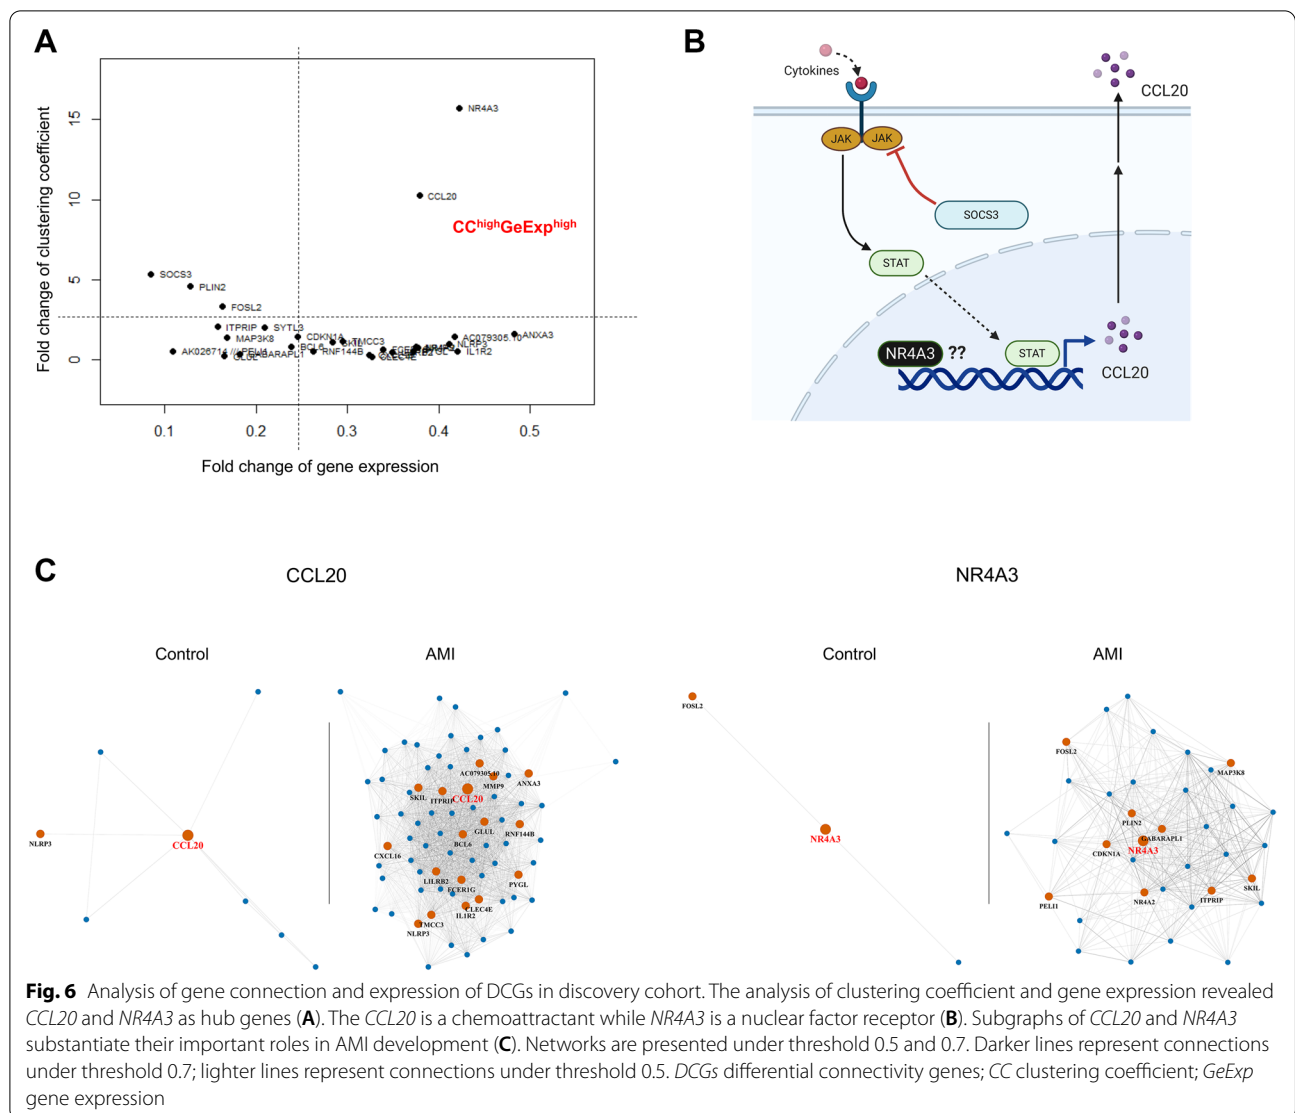 A
Fold change of clustering coefficient
15
10
5
0
NR4A3
CCL20
CChighGeExphigh
SOCS3
PLIN2
FOSL2
ITPRIP
SYTL3
MAP3K8
CDKN1A
SKIL
TMCC3
AC079305.10
ANXA3
NLRP3
BCL6
RNF144B
IL1R2
AK026714
CLEC4E
0.1 0.2 0.3 0.4 0.5
Fold change of gene expression
B
Cytokines
CCL20
JAK JAK
SOCS3
STAT
NR4A3 ??
STAT
CCL20
C
CCL20
NR4A3
Control
AMI
Control
AMI
NLRP3
CCL20
AC079305.10
MMP9
ANXA3
SKIL
ITPRIP
CCL20
GLUL
RNF144B
BCL6
CXCL16
LILRB2
FCER1G
PYGL
CLEC4E
IL1R2
TMCC3
NLRP3
FOSL2
NR4A3
FOSL2
MAP3K8
PLIN2
GABARAPL1
CDKN1A
NR4A3
SKIL
PELI1
NR4A2
ITPRIP
Fig. 6 Analysis of gene connection and expression of DCGs in discovery cohort. The analysis of clustering coefficient and gene expression revealed
CCL20 and NR4A3 as hub genes (A). The CCL20 is a chemoattractant while NR4A3 is a nuclear factor receptor (B). Subgraphs of CCL20 and NR4A3
substantiate their important roles in AMI development (C). Networks are presented under threshold 0.5 and 0.7. Darker lines represent connections
under threshold 0.7; lighter lines represent connections under threshold 0.5. DCGs differential connectivity genes; CC clustering coefficient; GeExp
gene expression